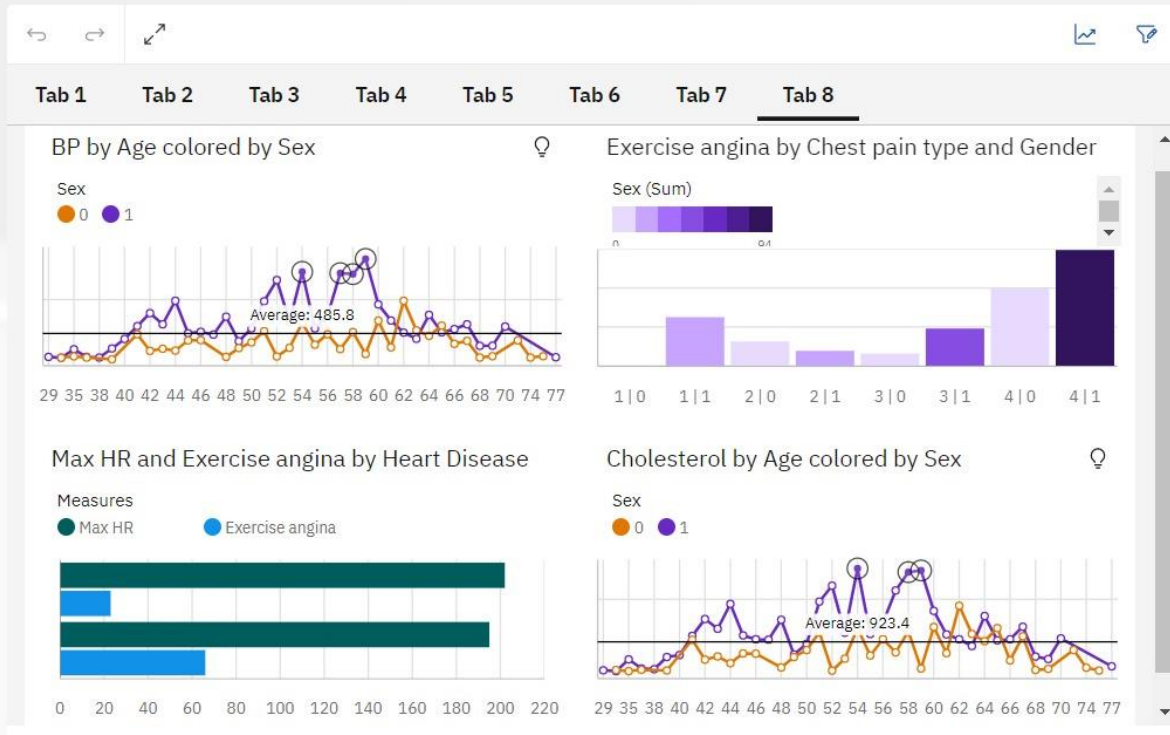 Tab 1 Tab 2 Tab 3 Tab 4 Tab 5 Tab 6 Tab 7 Tab 8
BP by Age colored by Sex
Sex
0 1
Average: 485.8
29 35 38 40 42 44 46 48 50 52 54 56 58 60 62 64 66 68 70 74 77
Exercise angina by Chest pain type and Gender
Sex (Sum)
0 94
1|0 1|1 2|0 2|1 3|0 3|1 4|0 4|1
Max HR and Exercise angina by Heart Disease
Measures
Max HR Exercise angina
0 20 40 60 80 100 120 140 160 180 200 220
Cholesterol by Age colored by Sex
Sex
0 1
Average: 923.4
29 35 38 40 42 44 46 48 50 52 54 56 58 60 62 64 66 68 70 74 77